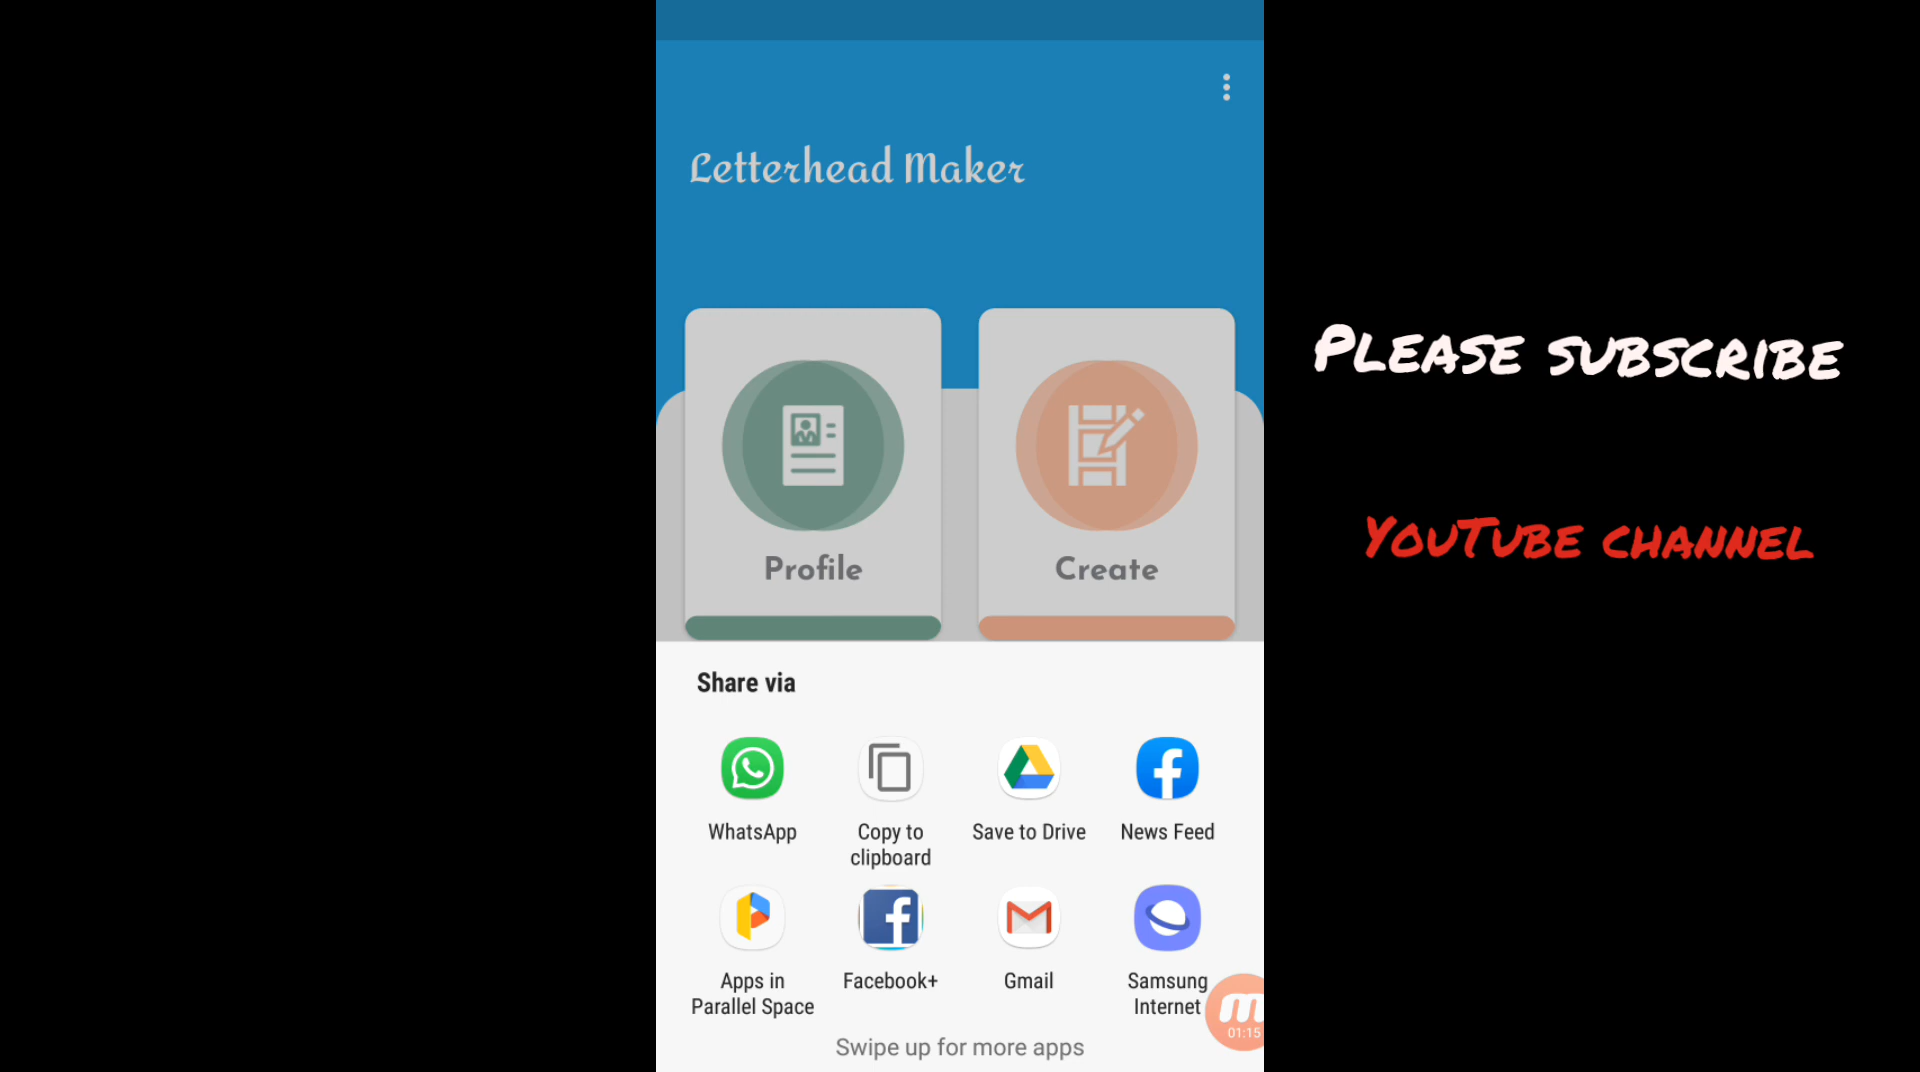 Letterhead Maker
Profile
Create
PLEASE SUBSCRIBE
YOUTUBE CHANNEL
Share via
WhatsApp
Copy to
clipboard
Save to Drive
News Feed
Apps in
Parallel Space
Facebook+
Gmail
Samsung
Internet
01:15
Swipe up for more apps